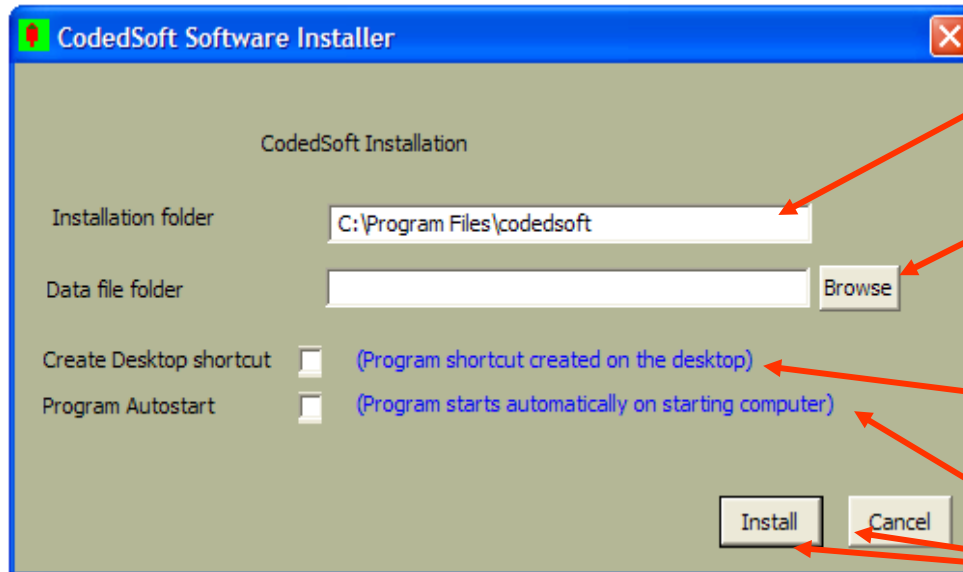 CodedSoft Software Installer
CodedSoft Installation
Installation folder C:\Program Files\codedsoft
Data file folder Browse
Create Desktop shortcut (Program shortcut created on the desktop)
Program Autostart (Program starts automatically on starting computer)
Install Cancel